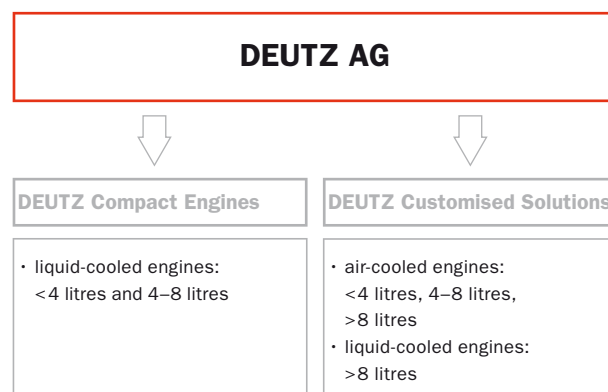 DEUTZ AG
DEUTZ Compact Engines
DEUTZ Customised Solutions
· liquid-cooled engines:
<4 litres and 4–8 litres
· air-cooled engines:
<4 litres, 4–8 litres,
>8 litres
· liquid-cooled engines:
>8 litres